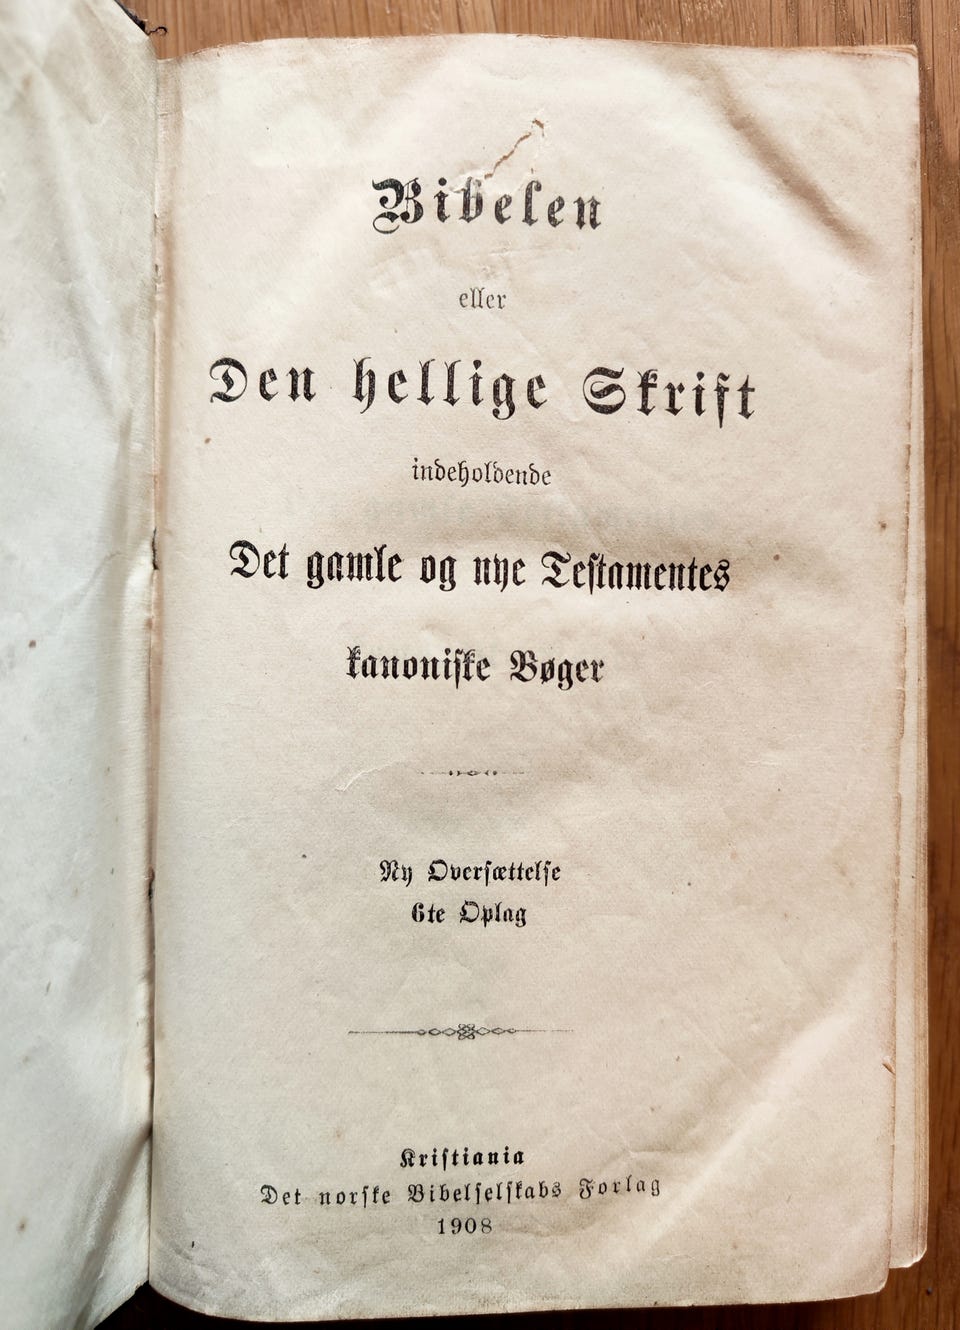 Bibelen
eller
Den hellige Skrift
indeholdende
Det gamle og nye Testamentes
kanoniske Bøger
Ny Oversættelse
6te Oplag
Kristiania
Det norske Bibelselskabs Forlag
1908